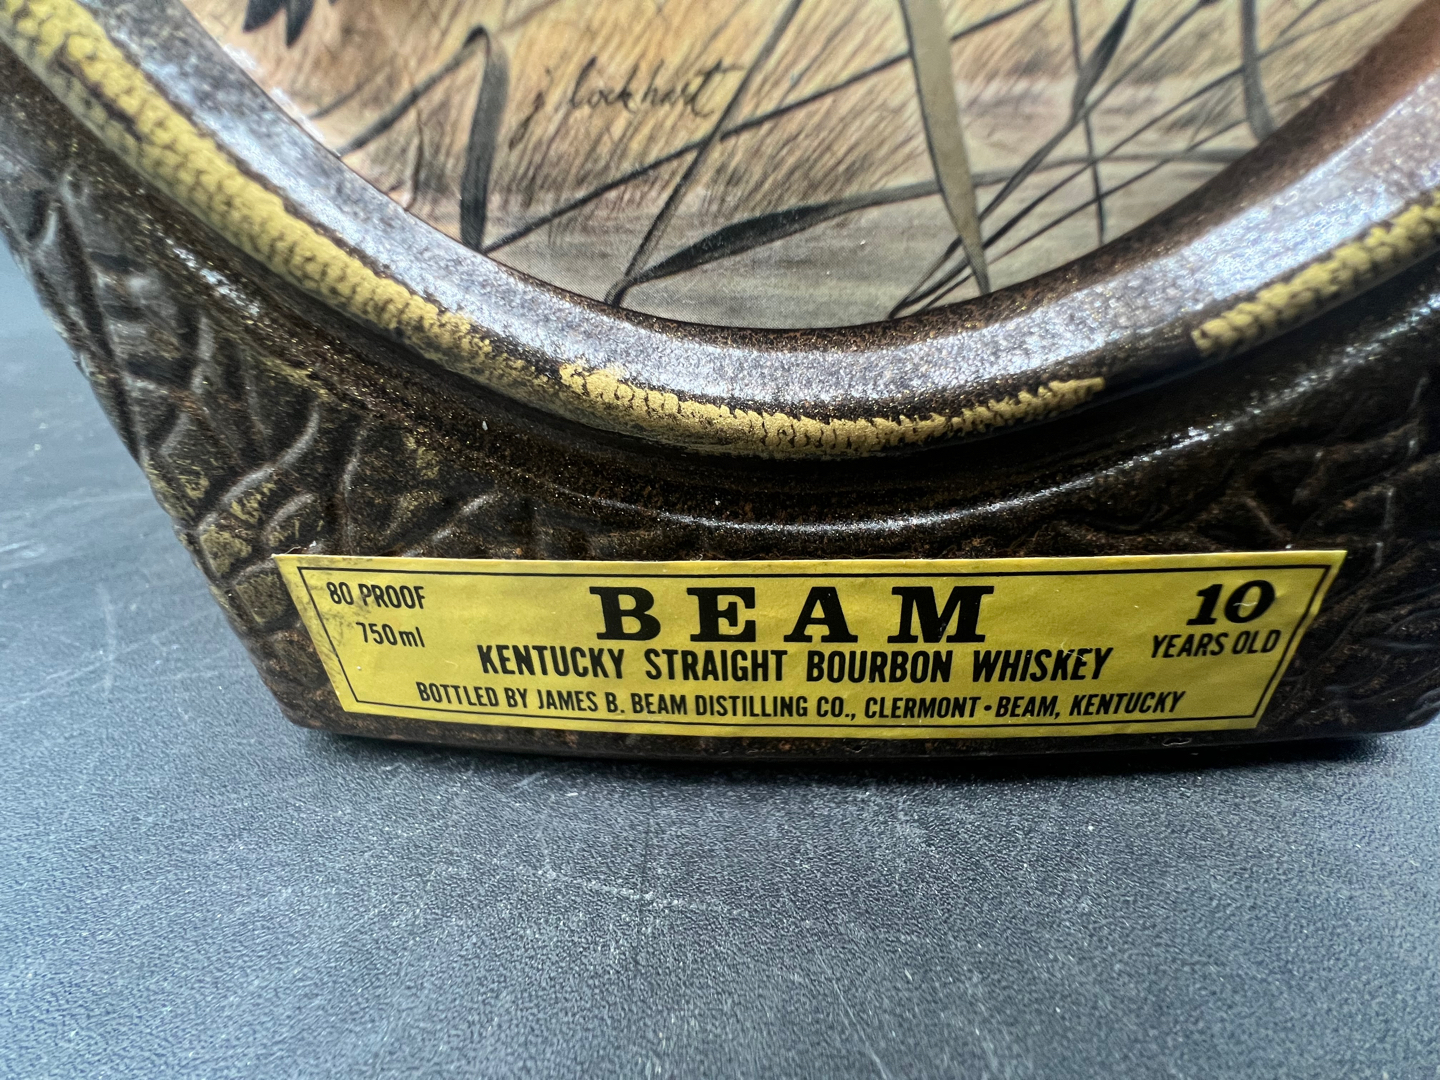 j lockhart
80 PROOF
750ml
BEAM
10
YEARS OLD
KENTUCKY STRAIGHT BOURBON WHISKEY
BOTTLED BY JAMES B. BEAM DISTILLING CO., CLERMONT • BEAM, KENTUCKY